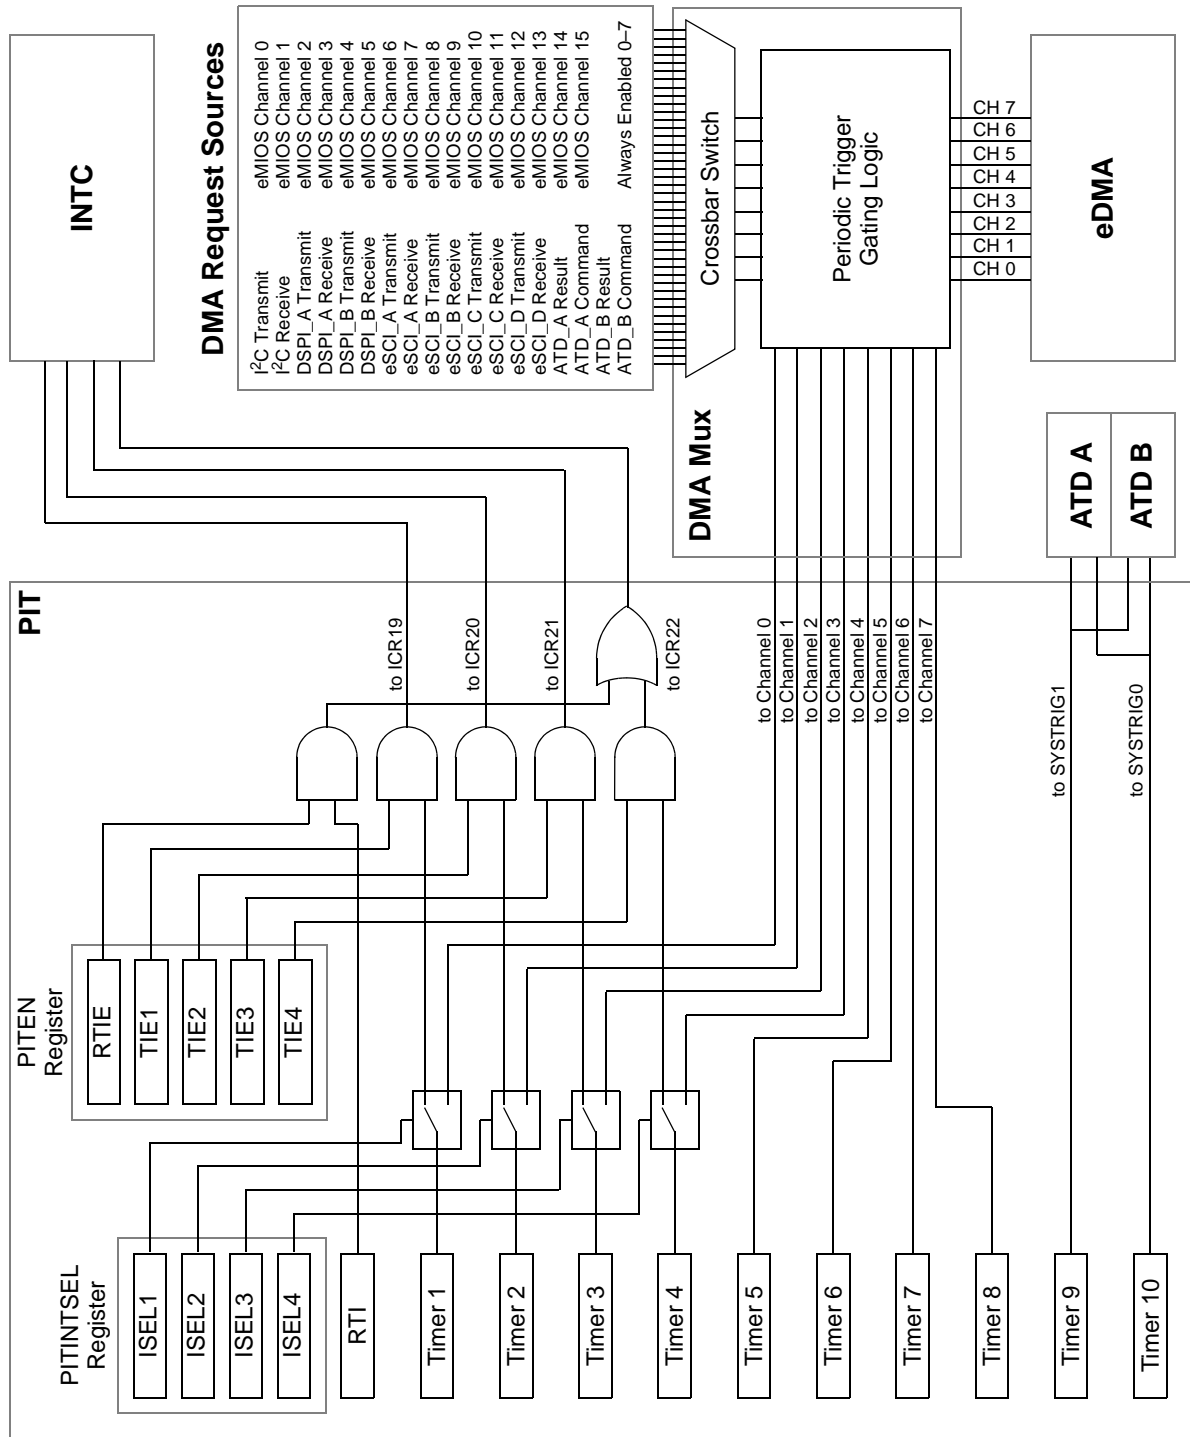 INTC
DMA Request Sources
I²C Transmit
I²C Receive
DSPI_A Transmit
DSPI_A Receive
DSPI_B Transmit
DSPI_B Receive
eSCI_A Transmit
eSCI_A Receive
eSCI_B Transmit
eSCI_B Receive
eSCI_C Transmit
eSCI_C Receive
eSCI_D Transmit
eSCI_D Receive
ATD_A Result
ATD_A Command
ATD_B Result
ATD_B Command
eMIOS Channel 0
eMIOS Channel 1
eMIOS Channel 2
eMIOS Channel 3
eMIOS Channel 4
eMIOS Channel 5
eMIOS Channel 6
eMIOS Channel 7
eMIOS Channel 8
eMIOS Channel 9
eMIOS Channel 10
eMIOS Channel 11
eMIOS Channel 12
eMIOS Channel 13
eMIOS Channel 14
eMIOS Channel 15
Always Enabled 0–7
DMA Mux
Crossbar Switch
Periodic Trigger
Gating Logic
CH 7
CH 6
CH 5
CH 4
CH 3
CH 2
CH 1
CH 0
eDMA
ATD A
ATD B
PIT
to ICR19
to ICR20
to ICR21
to ICR22
to Channel 0
to Channel 1
to Channel 2
to Channel 3
to Channel 4
to Channel 5
to Channel 6
to Channel 7
to SYSTRIG1
to SYSTRIG0
PITEN
Register
RTIE
TIE1
TIE2
TIE3
TIE4
PITINTSEL
Register
ISEL1
ISEL2
ISEL3
ISEL4
RTI
Timer 1
Timer 2
Timer 3
Timer 4
Timer 5
Timer 6
Timer 7
Timer 8
Timer 9
Timer 10